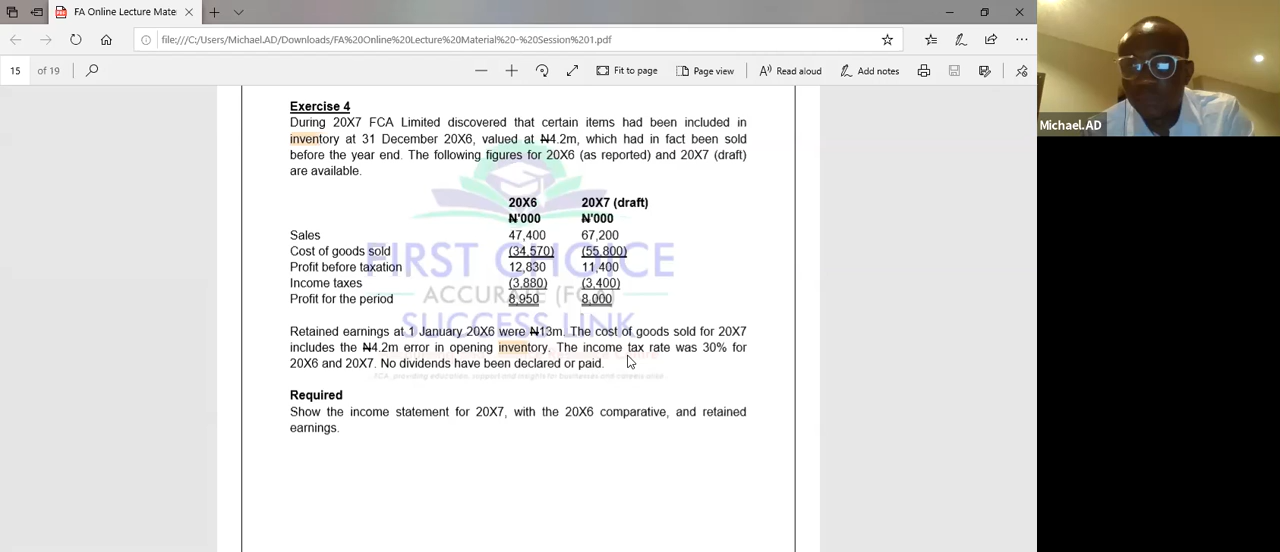 FA Online Lecture Mate
file:///C:/Users/Michael.AD/Downloads/FA%20Online%20Lecture%20Material%20-%20Session%201.pdf
15 of 19
Fit to page
Page view
Read aloud
Add notes
Michael.AD
Exercise 4
During 20X7 FCA Limited discovered that certain items had been included in
inventory at 31 December 20X6, valued at ₦4.2m, which had in fact been sold
before the year end. The following figures for 20X6 (as reported) and 20X7 (draft)
are available.
20X6 20X7 (draft)
₦'000 ₦'000
Sales 47,400 67,200
Cost of goods sold (34,570) (55,800)
Profit before taxation 12,830 11,400
Income taxes (3,880) (3,400)
Profit for the period 8,950 8,000
FIRST CHOICE
ACCURATE (FCA)
SUCCESS LINK
Retained earnings at 1 January 20X6 were ₦13m. The cost of goods sold for 20X7
includes the ₦4.2m error in opening inventory. The income tax rate was 30% for
20X6 and 20X7. No dividends have been declared or paid.
Required
Show the income statement for 20X7, with the 20X6 comparative, and retained
earnings.